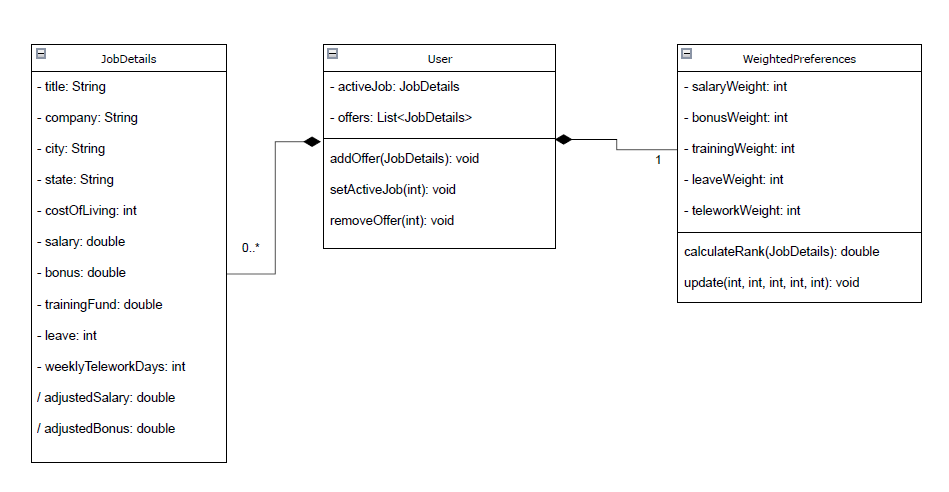 JobDetails
- title: String
- company: String
- city: String
- state: String
- costOfLiving: int
- salary: double
- bonus: double
- trainingFund: double
- leave: int
- weeklyTeleworkDays: int
/ adjustedSalary: double
/ adjustedBonus: double
0..*
User
- activeJob: JobDetails
- offers: List<JobDetails>
addOffer(JobDetails): void
setActiveJob(int): void
removeOffer(int): void
1
WeightedPreferences
- salaryWeight: int
- bonusWeight: int
- trainingWeight: int
- leaveWeight: int
- teleworkWeight: int
calculateRank(JobDetails): double
update(int, int, int, int, int): void